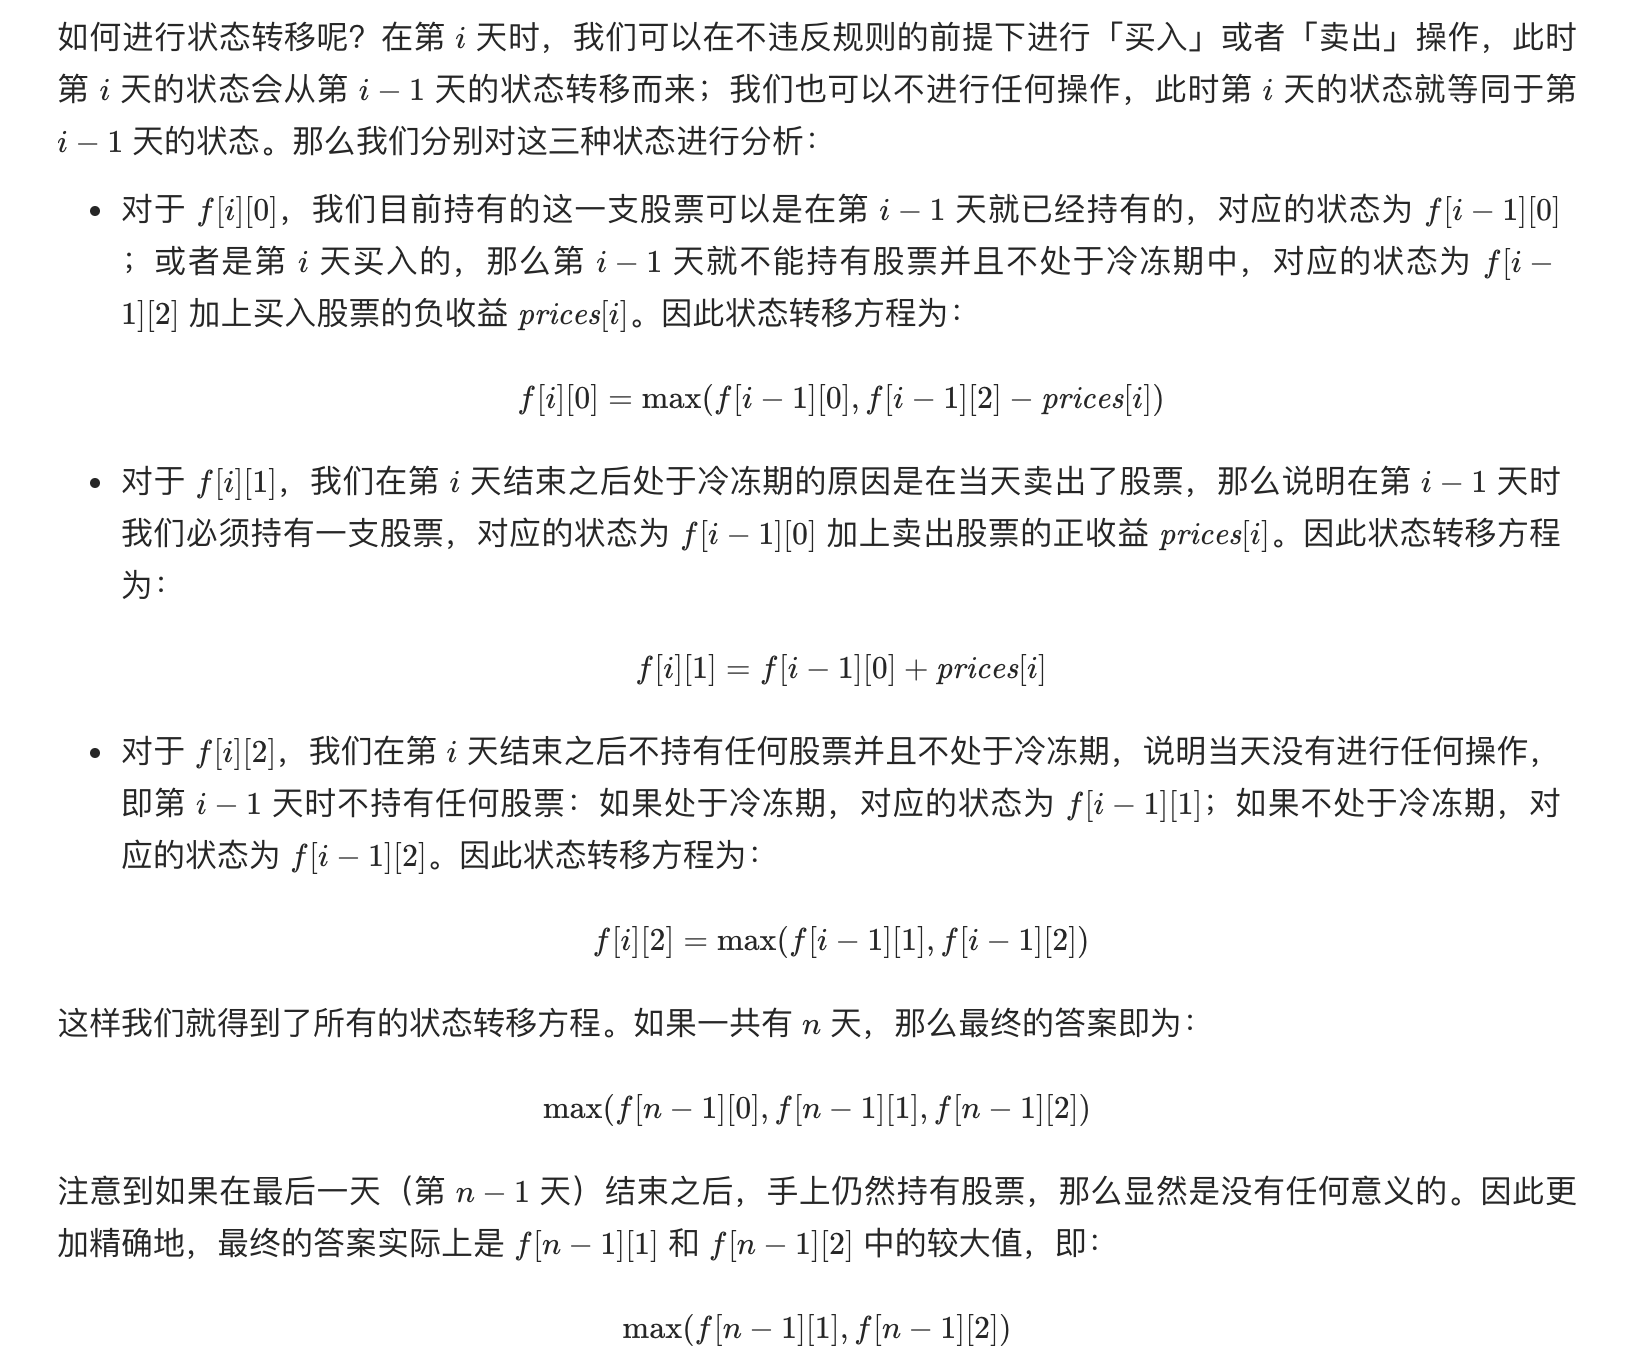 如何进行状态转移呢？在第 i 天时，我们可以在不违反规则的前提下进行「买入」或者「卖出」操作，此时
第 i 天的状态会从第 i − 1 天的状态转移而来；我们也可以不进行任何操作，此时第 i 天的状态就等同于第
i − 1 天的状态。那么我们分别对这三种状态进行分析：
• 对于 f[i][0]，我们目前持有的这一支股票可以是在第 i − 1 天就已经持有的，对应的状态为 f[i − 1][0]
；或者是第 i 天买入的，那么第 i − 1 天就不能持有股票并且不处于冷冻期中，对应的状态为 f[i −
1][2] 加上买入股票的负收益 prices[i]。因此状态转移方程为：
f[i][0] = max(f[i − 1][0], f[i − 1][2] − prices[i])
• 对于 f[i][1]，我们在第 i 天结束之后处于冷冻期的原因是在当天卖出了股票，那么说明在第 i − 1 天时
我们必须持有一支股票，对应的状态为 f[i − 1][0] 加上卖出股票的正收益 prices[i]。因此状态转移方程
为：
f[i][1] = f[i − 1][0] + prices[i]
• 对于 f[i][2]，我们在第 i 天结束之后不持有任何股票并且不处于冷冻期，说明当天没有进行任何操作，
即第 i − 1 天时不持有任何股票：如果处于冷冻期，对应的状态为 f[i − 1][1]；如果不处于冷冻期，对
应的状态为 f[i − 1][2]。因此状态转移方程为：
f[i][2] = max(f[i − 1][1], f[i − 1][2])
这样我们就得到了所有的状态转移方程。如果一共有 n 天，那么最终的答案即为：
max(f[n − 1][0], f[n − 1][1], f[n − 1][2])
注意到如果在最后一天（第 n − 1 天）结束之后，手上仍然持有股票，那么显然是没有任何意义的。因此更
加精确地，最终的答案实际上是 f[n − 1][1] 和 f[n − 1][2] 中的较大值，即：
max(f[n − 1][1], f[n − 1][2])